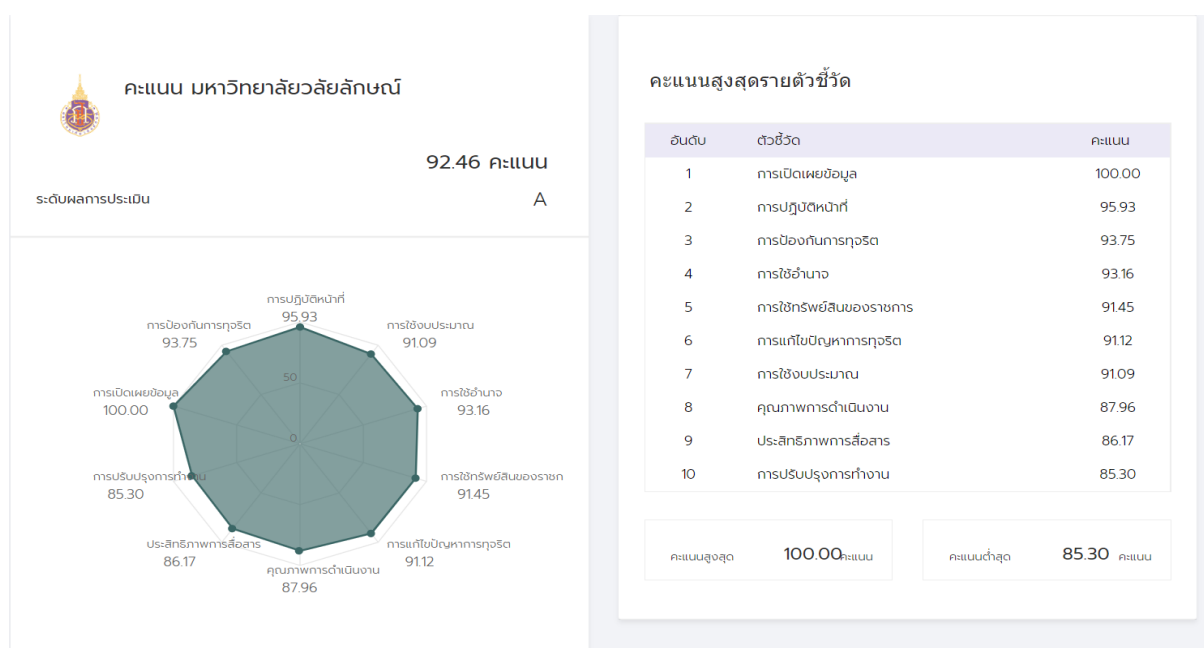 คะแนน มหาวิทยาลัยวลัยลักษณ์
92.46 คะแนน
ระดับผลการประเมิน A
การปฏิบัติหน้าที่
95.93
การป้องกันการทุจริต
93.75
การใช้งบประมาณ
91.09
50
การเปิดเผยข้อมูล
100.00
การใช้อำนาจ
93.16
0
การปรับปรุงการทำงาน
85.30
การใช้ทรัพย์สินของราชก
91.45
ประสิทธิภาพการสื่อสาร
86.17
การแก้ไขปัญหาการทุจริต
91.12
คุณภาพการดำเนินงาน
87.96
คะแนนสูงสุดรายตัวชี้วัด
อันดับ ตัวชี้วัด คะแนน
1 การเปิดเผยข้อมูล 100.00
2 การปฏิบัติหน้าที่ 95.93
3 การป้องกันการทุจริต 93.75
4 การใช้อำนาจ 93.16
5 การใช้ทรัพย์สินของราชการ 91.45
6 การแก้ไขปัญหาการทุจริต 91.12
7 การใช้งบประมาณ 91.09
8 คุณภาพการดำเนินงาน 87.96
9 ประสิทธิภาพการสื่อสาร 86.17
10 การปรับปรุงการทำงาน 85.30
คะแนนสูงสุด 100.00 คะแนน
คะแนนต่ำสุด 85.30 คะแนน